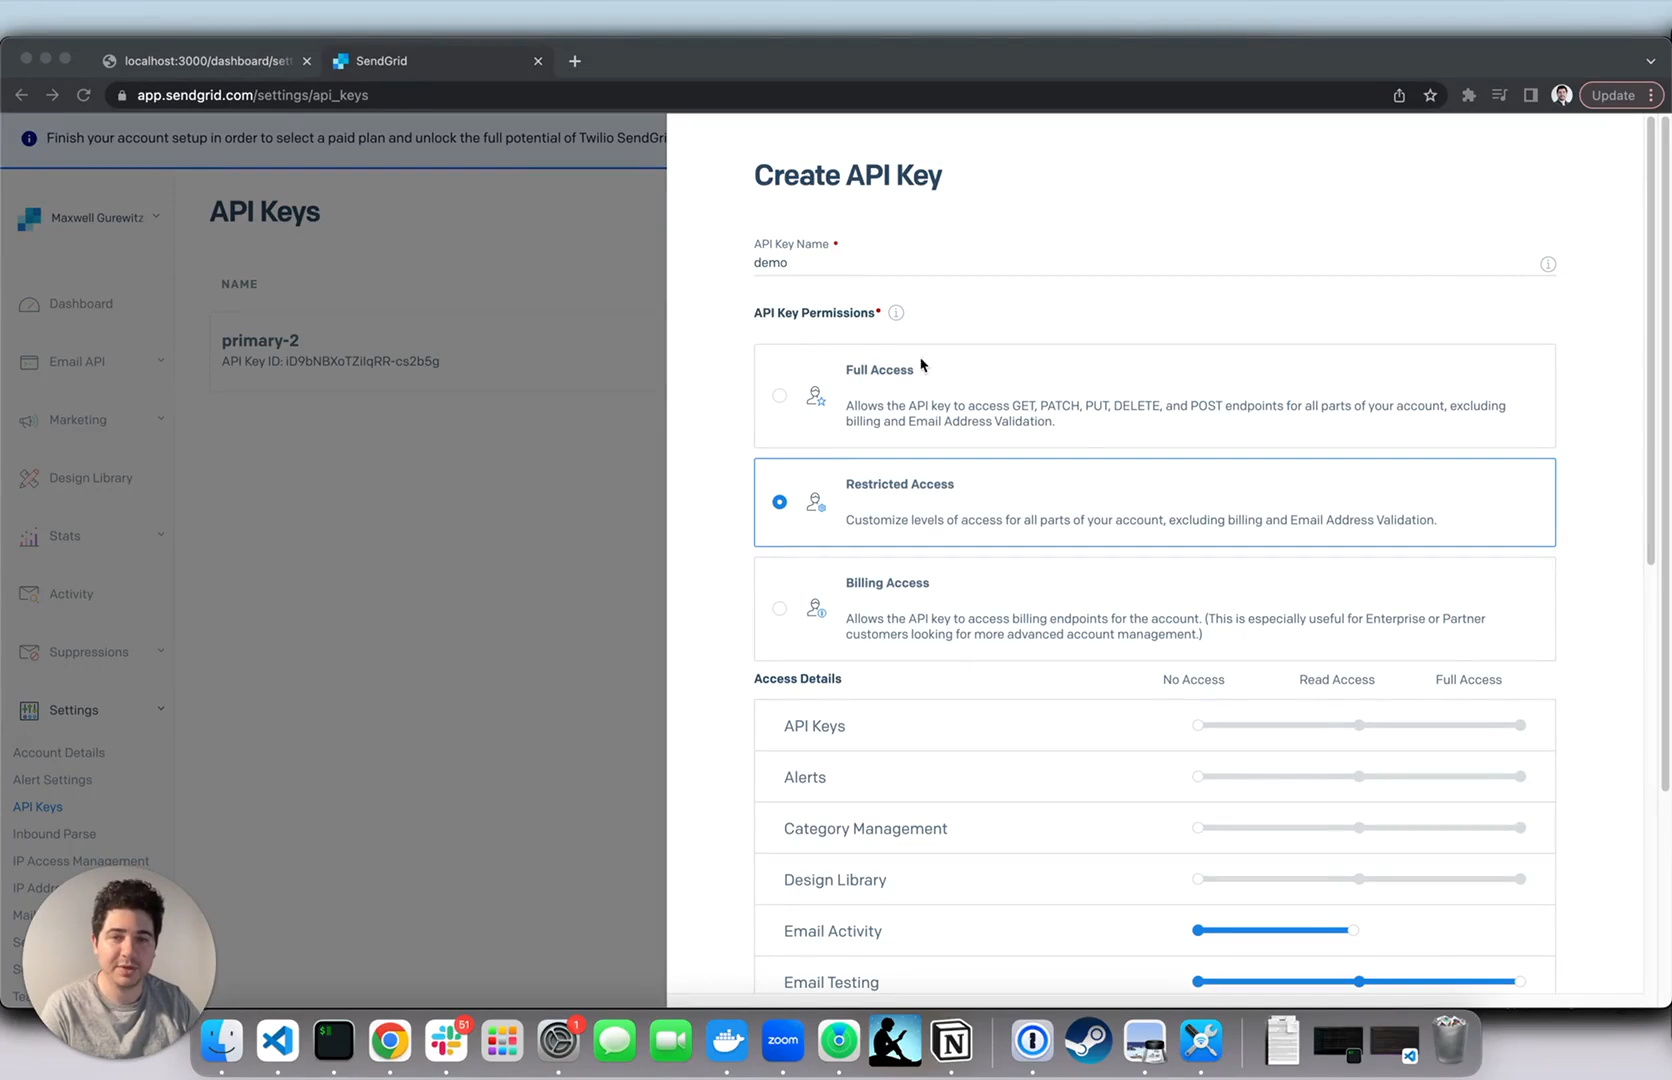 localhost:3000/dashboard/set
SendGrid
app.sendgrid.com/settings/api_keys
Update
Finish your account setup in order to select a paid plan and unlock the full potential of Twilio SendGri
Maxwell Gurewitz
Dashboard
Email API
Marketing
Design Library
Stats
Activity
Suppressions
Settings
Account Details
Alert Settings
API Keys
Inbound Parse
IP Access Management
IP Addr
Mai
Se
S
Te
API Keys
NAME
primary-2
API Key ID: iD9bNBXoTZiIqRR-cs2b5g
Create API Key
API Key Name •
demo
API Key Permissions•
Full Access
Allows the API key to access GET, PATCH, PUT, DELETE, and POST endpoints for all parts of your account, excluding
billing and Email Address Validation.
Restricted Access
Customize levels of access for all parts of your account, excluding billing and Email Address Validation.
Billing Access
Allows the API key to access billing endpoints for the account. (This is especially useful for Enterprise or Partner
customers looking for more advanced account management.)
Access Details No Access Read Access Full Access
API Keys
Alerts
Category Management
Design Library
Email Activity
Email Testing
51
1
$
zoom